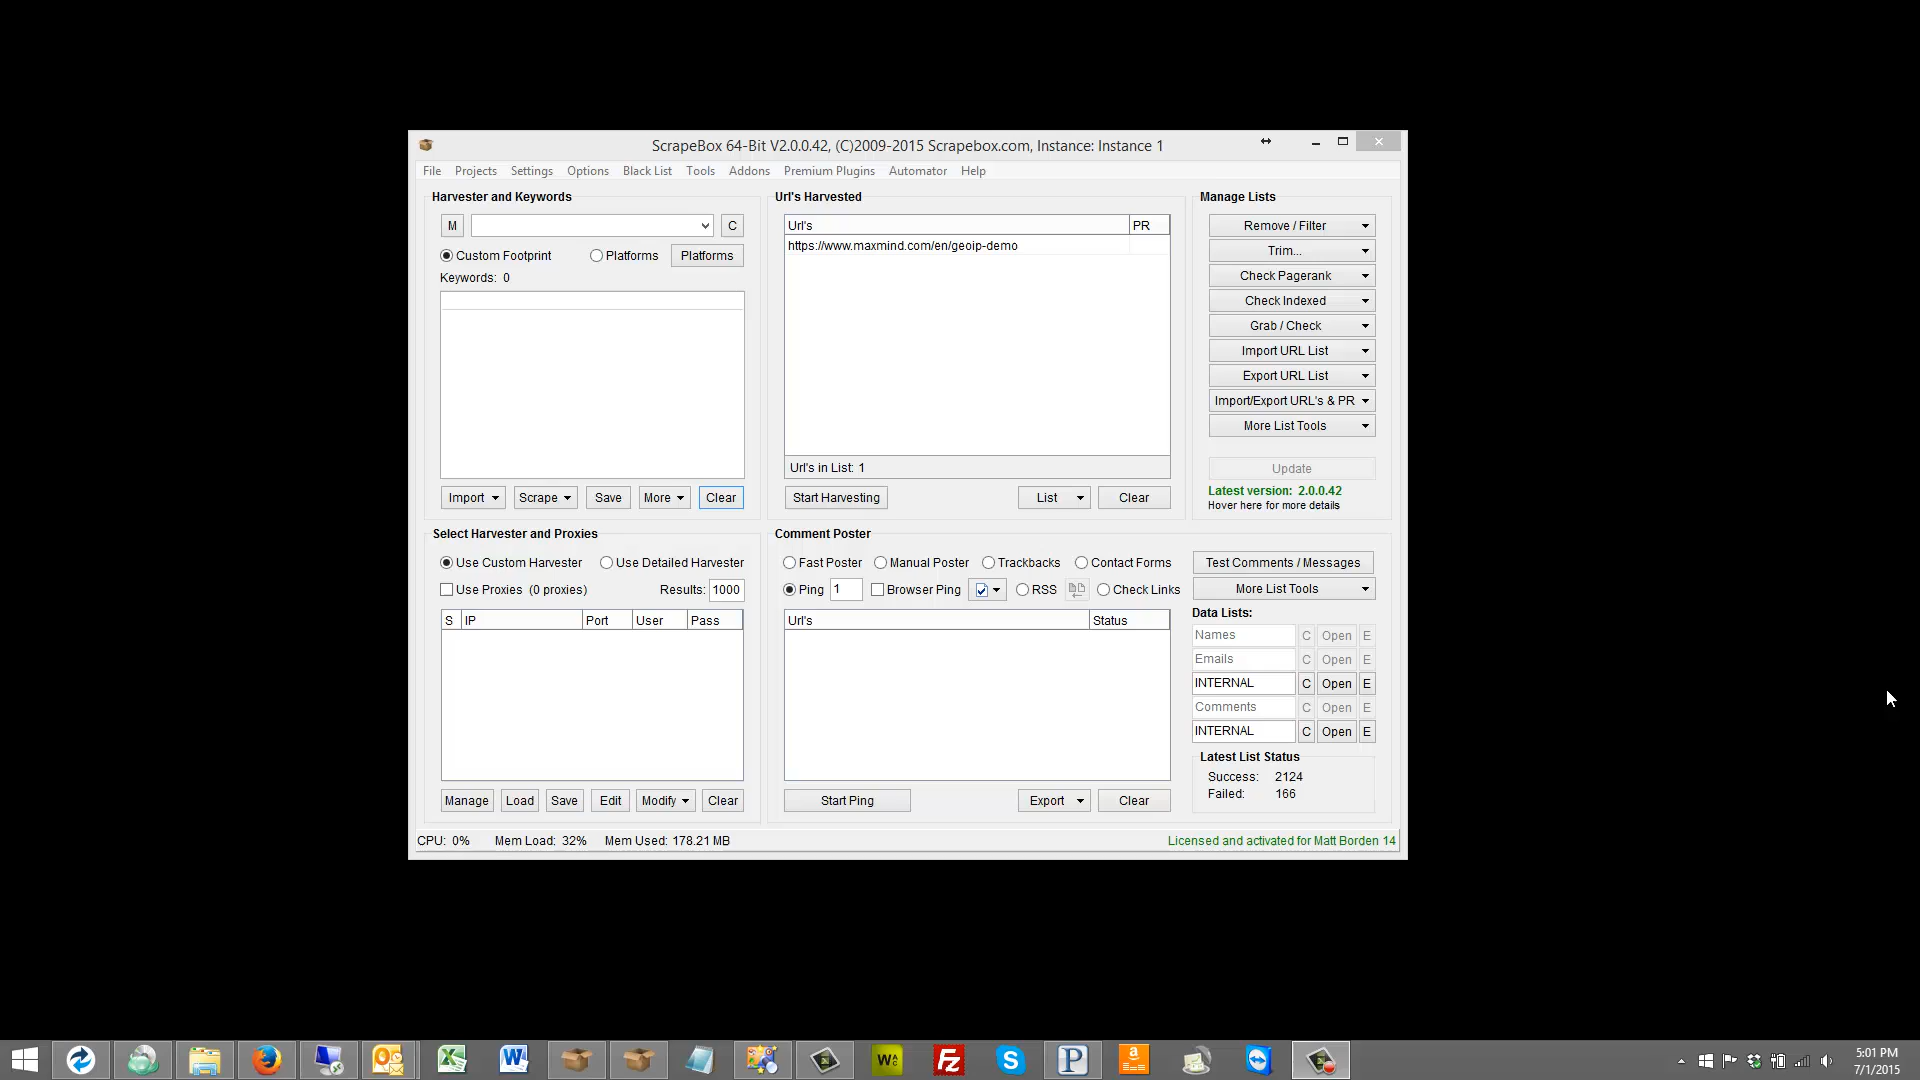 ScrapeBox 64-Bit V2.0.0.42, (C)2009-2015 Scrapebox.com, Instance: Instance 1
File Projects Settings Options Black List Tools Addons Premium Plugins Automator Help
Harvester and Keywords
M C
Custom Footprint Platforms Platforms
Keywords: 0
Import Scrape Save More Clear
Url's Harvested
Url's PR
https://www.maxmind.com/en/geoip-demo
Url's in List: 1
Start Harvesting List Clear
Manage Lists
Remove / Filter
Trim...
Check Pagerank
Check Indexed
Grab / Check
Import URL List
Export URL List
Import/Export URL's & PR
More List Tools
Update
Latest version: 2.0.0.42
Hover here for more details
Select Harvester and Proxies
Use Custom Harvester Use Detailed Harvester
Use Proxies (0 proxies) Results: 1000
S IP Port User Pass
Manage Load Save Edit Modify Clear
Comment Poster
Fast Poster Manual Poster Trackbacks Contact Forms
Ping 1 Browser Ping RSS Check Links
Url's Status
Start Ping Export Clear
Test Comments / Messages
More List Tools
Data Lists:
Names C Open E
Emails C Open E
INTERNAL C Open E
Comments C Open E
INTERNAL C Open E
Latest List Status
Success: 2124
Failed: 166
CPU: 0% Mem Load: 32% Mem Used: 178.21 MB
Licensed and activated for Matt Borden 14
5:01 PM
7/1/2015